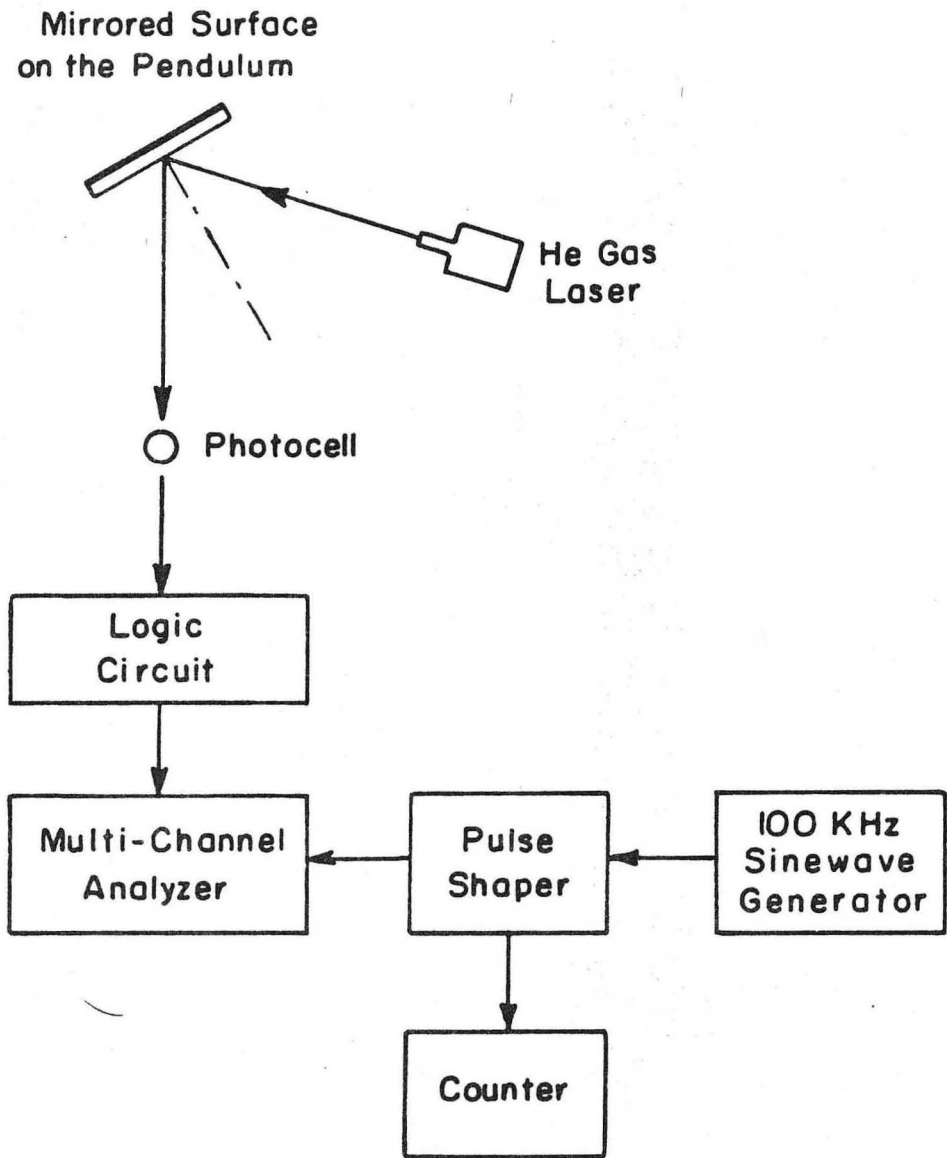 Mirrored Surface
on the Pendulum
He Gas
Laser
Photocell
Logic
Circuit
Multi-Channel
Analyzer
Pulse
Shaper
100 KHz
Sinewave
Generator
Counter